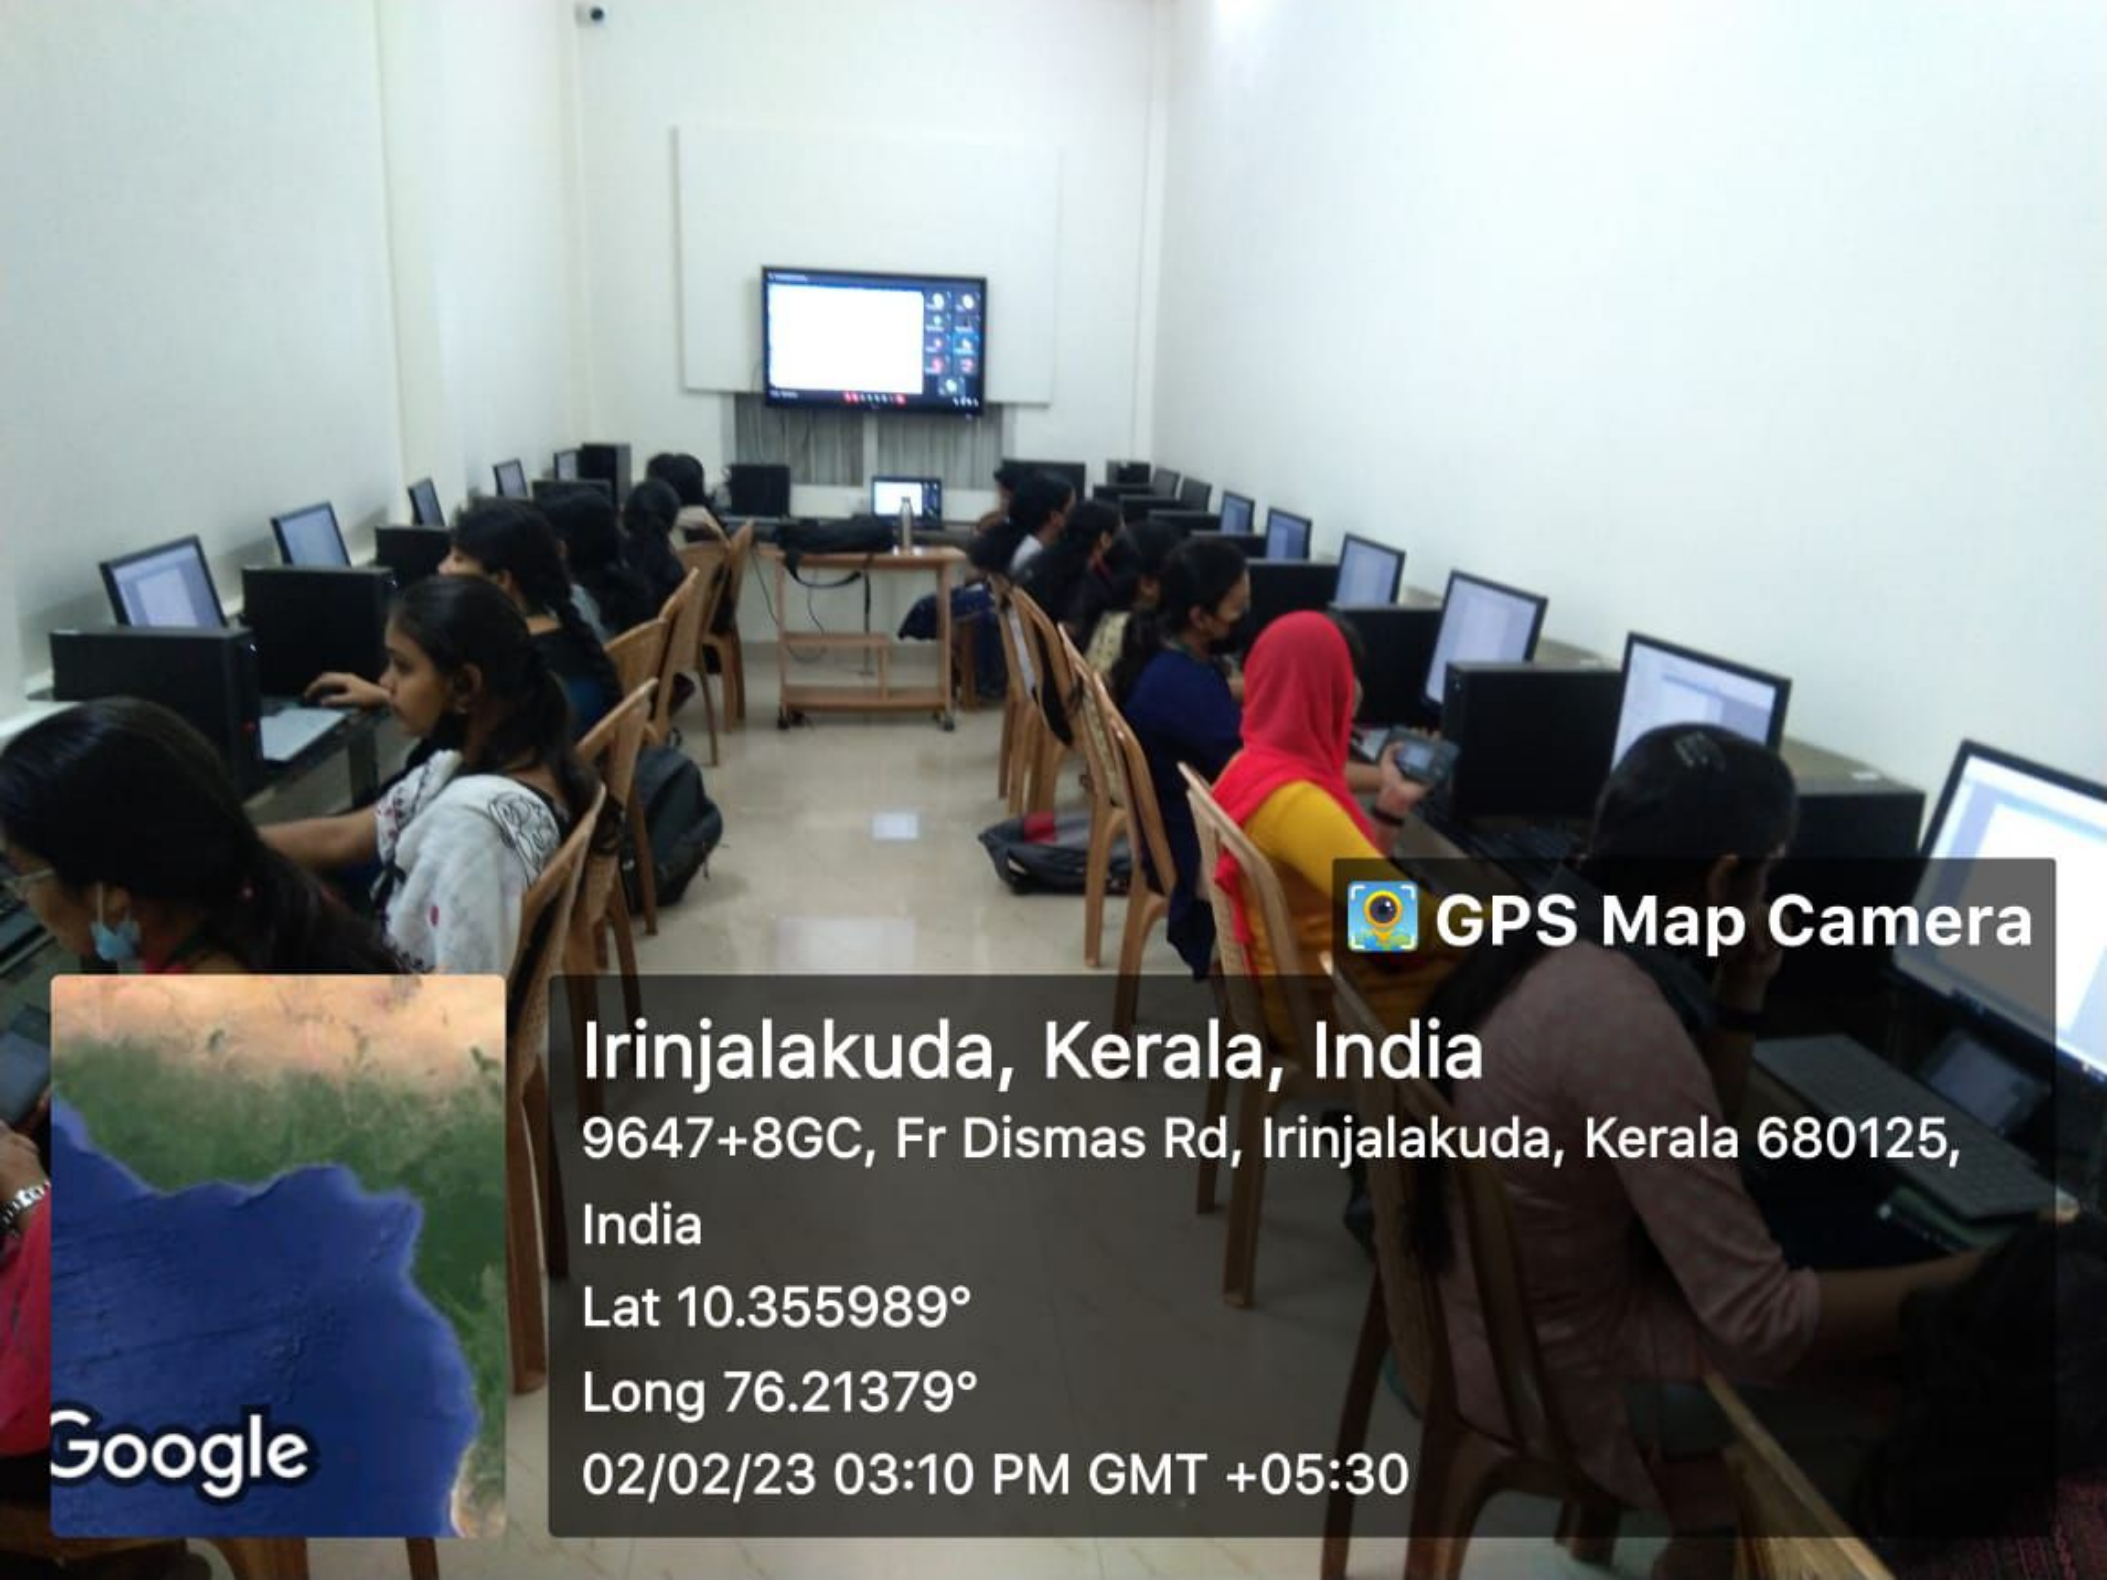 GPS Map Camera
Irinjalakuda, Kerala, India
9647+8GC, Fr Dismas Rd, Irinjalakuda, Kerala 680125,
India
Lat 10.355989°
Long 76.21379°
02/02/23 03:10 PM GMT +05:30
Google